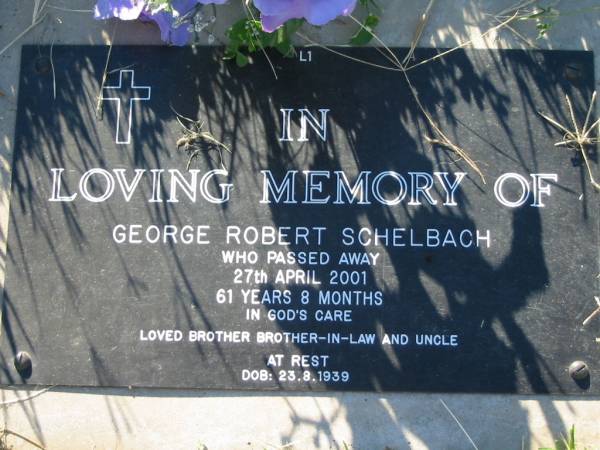 L1
IN
LOVING MEMORY OF
GEORGE ROBERT SCHELBACH
WHO PASSED AWAY
27th APRIL 2001
61 YEARS 8 MONTHS
IN GOD'S CARE
LOVED BROTHER BROTHER-IN-LAW AND UNCLE
AT REST
DOB: 23.8.1939